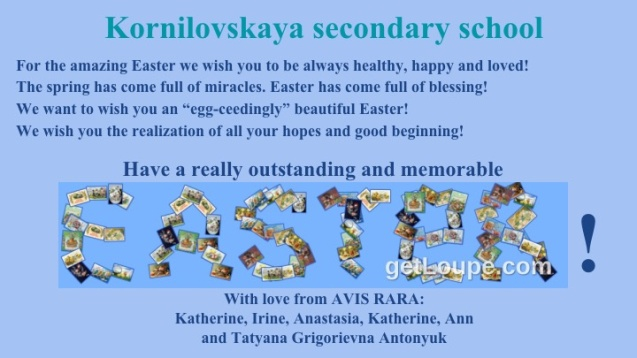 Kornilovskaya secondary school
For the amazing Easter we wish you to be always healthy, happy and loved!
The spring has come full of miracles. Easter has come full of blessing!
We want to wish you an “egg-ceedingly” beautiful Easter!
We wish you the realization of all your hopes and good beginning!
Have a really outstanding and memorable
EASTER!
getLoupe.com
With love from AVIS RARA:
Katherine, Irine, Anastasia, Katherine, Ann
and Tatyana Grigorievna Antonyuk